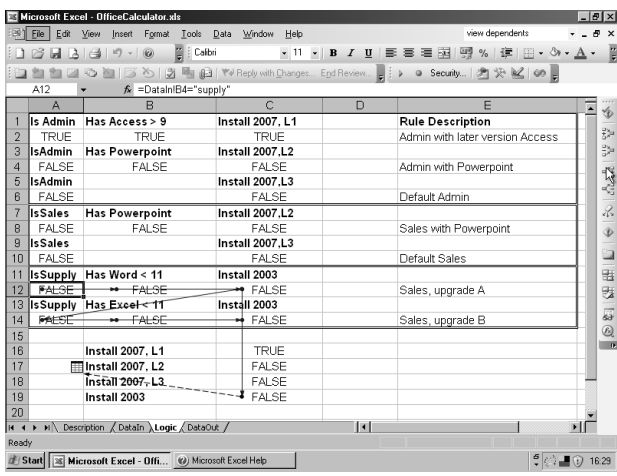 Microsoft Excel - OfficeCalculator.xls
File Edit View Insert Format Tools Data Window Help view dependents
Calibri 11 B I U
Reply with Changes... End Review... Security...
A12 fx =DataIn!B4="supply"
A B C D E
1 Is Admin Has Access > 9 Install 2007, L1 Rule Description
2 TRUE TRUE TRUE Admin with later version Access
3 IsAdmin Has Powerpoint Install 2007,L2
4 FALSE FALSE FALSE Admin with Powerpoint
5 IsAdmin Install 2007,L3
6 FALSE FALSE Default Admin
7 IsSales Has Powerpoint Install 2007,L2
8 FALSE FALSE FALSE Sales with Powerpoint
9 IsSales Install 2007,L3
10 FALSE FALSE Default Sales
11 IsSupply Has Word < 11 Install 2003
12 FALSE FALSE FALSE Sales, upgrade A
13 IsSupply Has Excel < 11 Install 2003
14 FALSE FALSE FALSE Sales, upgrade B
15
16 Install 2007, L1 TRUE
17 Install 2007, L2 FALSE
18 Install 2007, L3 FALSE
19 Install 2003 FALSE
20
Description DataIn Logic DataOut
Ready
Start Microsoft Excel - Offi... Microsoft Excel Help 16:29